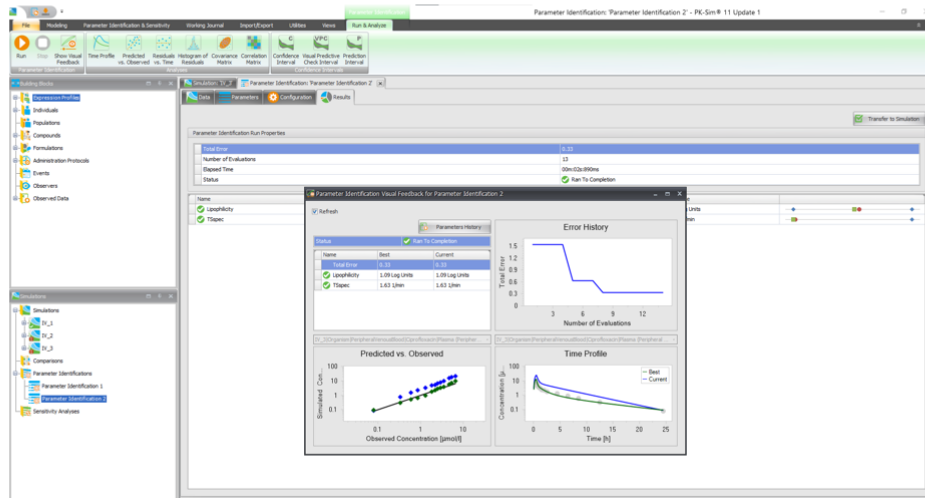 Parameter Identification: 'Parameter Identification 2' - PK-Sim® 11 Update 1
File Modeling Parameter Identification & Sensitivity Working Journal Import/Export Utilities Views Run & Analyze
Run Stop Show Visual Feedback Time Profile Predicted vs. Observed Residuals vs. Time Histogram of Residuals Covariance Matrix Correlation Matrix Confidence Interval Visual Predictive Check Interval Prediction Interval
Parameter Identification Analyses Confidence Intervals
Building Blocks
Expression Profiles
Individuals
Populations
Compounds
Formulations
Administration Protocols
Events
Observers
Observed Data
Simulations
Simulations
IV_1
IV_2
IV_3
Comparisons
Parameter Identifications
Parameter Identification 1
Parameter Identification 2
Sensitivity Analyses
Parameter Identification: 'Parameter Identification 2'
Data Parameters Configuration Results
Transfer to Simulation
Parameter Identification Run Properties
Total Error 0.33
Number of Evaluations 13
Elapsed Time 00m:02s:890ms
Status Ran To Completion
Name
Lipophilicity
TSspec
Parameter Identification Visual Feedback for Parameter Identification 2
Refresh
Parameters History
Status Ran To Completion
Name Best Current
Total Error 0.33 0.33
Lipophilicity 1.09 Log Units 1.09 Log Units
TSspec 1.63 1/min 1.63 1/min
Error History
Total Error
1.5
1.2
0.9
0.6
0.3
0
3 6 9 12
Number of Evaluations
Predicted vs. Observed
Simulated Con...
100
10
1
0.1
0.1 1 10
Observed Concentration [µmol/l]
Time Profile
Best
Current
Concentration [µ...
100
10
1
0.1
0 5 10 15 20 25
Time [h]